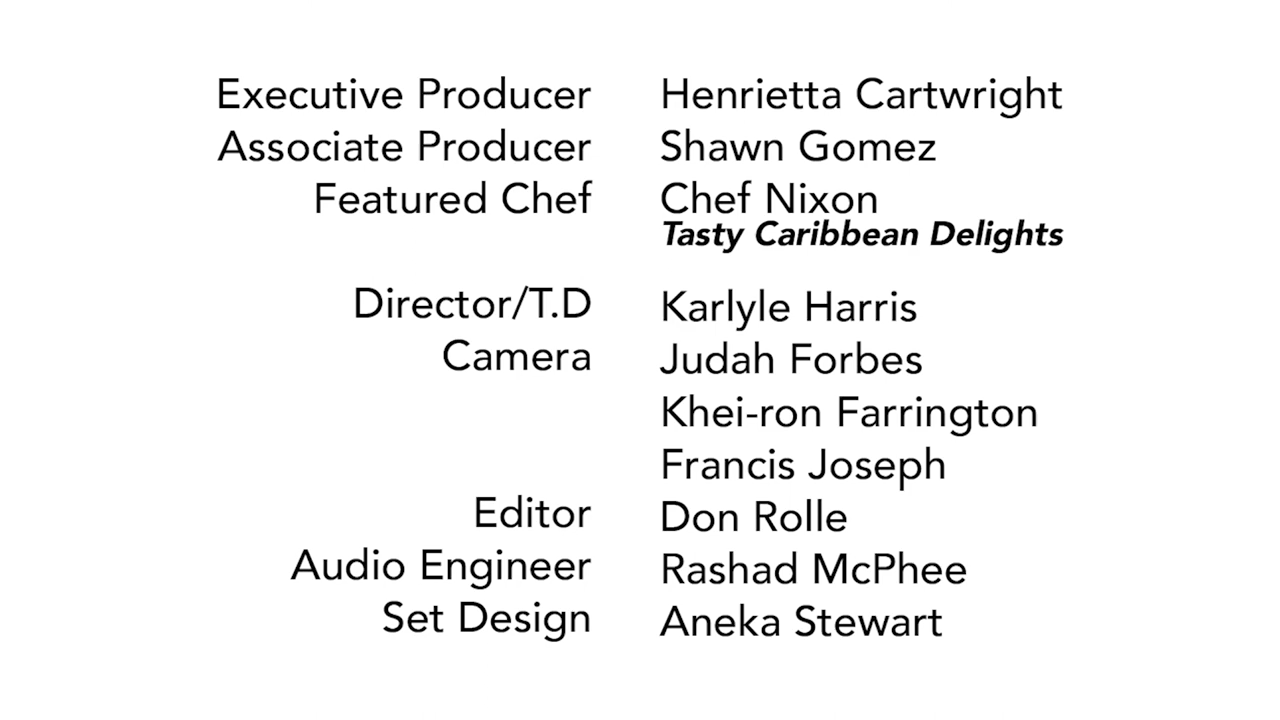 Executive Producer Henrietta Cartwright
Associate Producer Shawn Gomez
Featured Chef Chef Nixon
Tasty Caribbean Delights
Director/T.D Karlyle Harris
Camera Judah Forbes
Khei-ron Farrington
Francis Joseph
Editor Don Rolle
Audio Engineer Rashad McPhee
Set Design Aneka Stewart